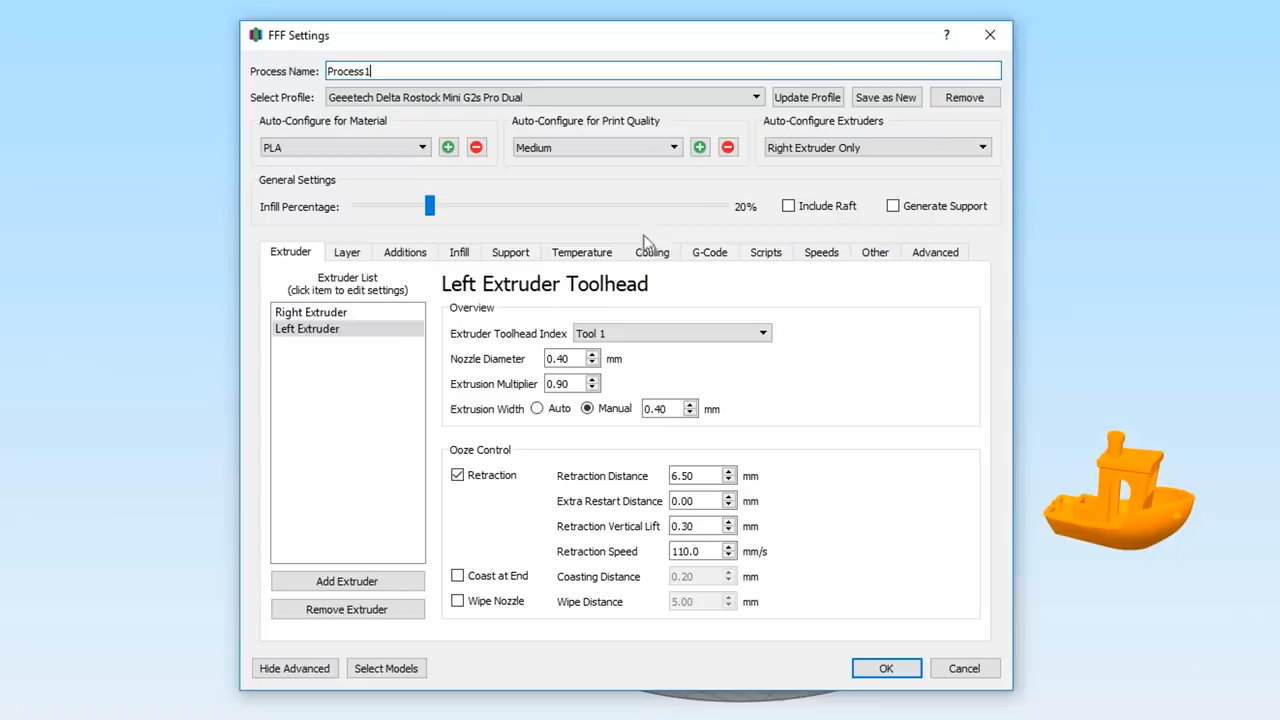 FFF Settings ?
Process Name: Process1
Select Profile: Geeetech Delta Rostock Mini G2s Pro Dual Update Profile Save as New Remove
Auto-Configure for Material Auto-Configure for Print Quality Auto-Configure Extruders
PLA Medium Right Extruder Only
General Settings
Infill Percentage: 20% Include Raft Generate Support
Extruder Layer Additions Infill Support Temperature Cooling G-Code Scripts Speeds Other Advanced
Extruder List
(click item to edit settings)
Right Extruder
Left Extruder
Add Extruder
Remove Extruder
Left Extruder Toolhead
Overview
Extruder Toolhead Index Tool 1
Nozzle Diameter 0.40 mm
Extrusion Multiplier 0.90
Extrusion Width Auto Manual 0.40 mm
Ooze Control
Retraction Retraction Distance 6.50 mm
Extra Restart Distance 0.00 mm
Retraction Vertical Lift 0.30 mm
Retraction Speed 110.0 mm/s
Coast at End Coasting Distance 0.20 mm
Wipe Nozzle Wipe Distance 5.00 mm
Hide Advanced Select Models OK Cancel